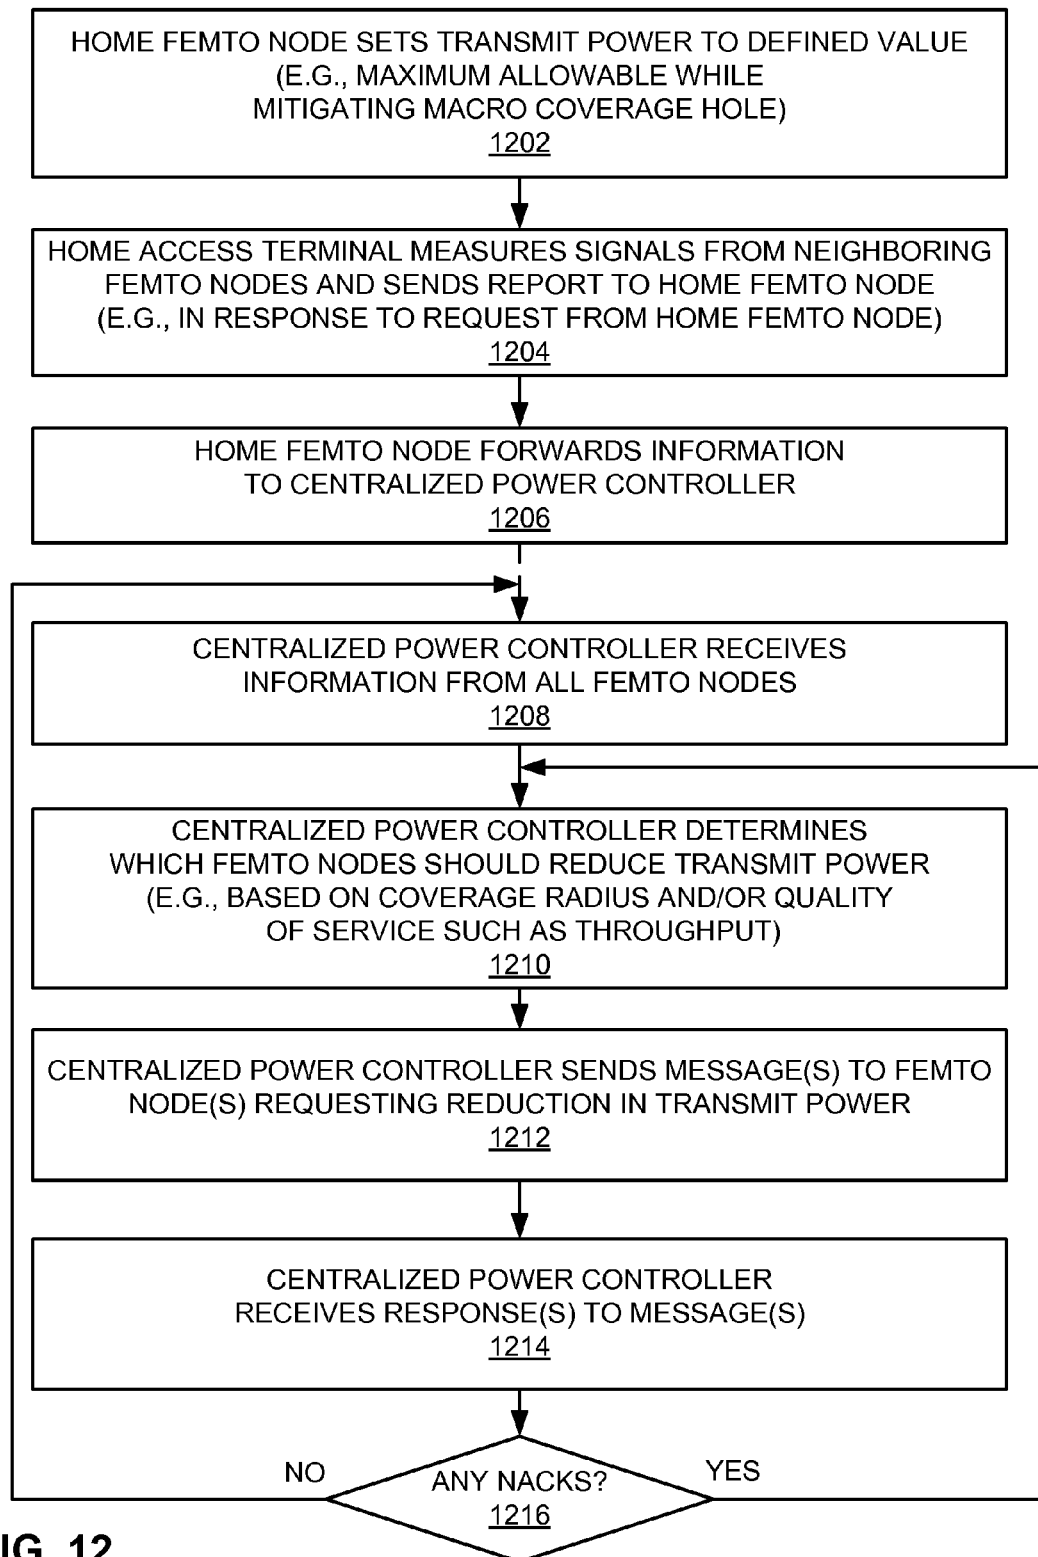 HOME FEMTO NODE SETS TRANSMIT POWER TO DEFINED VALUE
(E.G., MAXIMUM ALLOWABLE WHILE
MITIGATING MACRO COVERAGE HOLE)
1202
HOME ACCESS TERMINAL MEASURES SIGNALS FROM NEIGHBORING
FEMTO NODES AND SENDS REPORT TO HOME FEMTO NODE
(E.G., IN RESPONSE TO REQUEST FROM HOME FEMTO NODE)
1204
HOME FEMTO NODE FORWARDS INFORMATION
TO CENTRALIZED POWER CONTROLLER
1206
CENTRALIZED POWER CONTROLLER RECEIVES
INFORMATION FROM ALL FEMTO NODES
1208
CENTRALIZED POWER CONTROLLER DETERMINES
WHICH FEMTO NODES SHOULD REDUCE TRANSMIT POWER
(E.G., BASED ON COVERAGE RADIUS AND/OR QUALITY
OF SERVICE SUCH AS THROUGHPUT)
1210
CENTRALIZED POWER CONTROLLER SENDS MESSAGE(S) TO FEMTO
NODE(S) REQUESTING REDUCTION IN TRANSMIT POWER
1212
CENTRALIZED POWER CONTROLLER
RECEIVES RESPONSE(S) TO MESSAGE(S)
1214
NO
ANY NACKS?
YES
1216
IG. 12